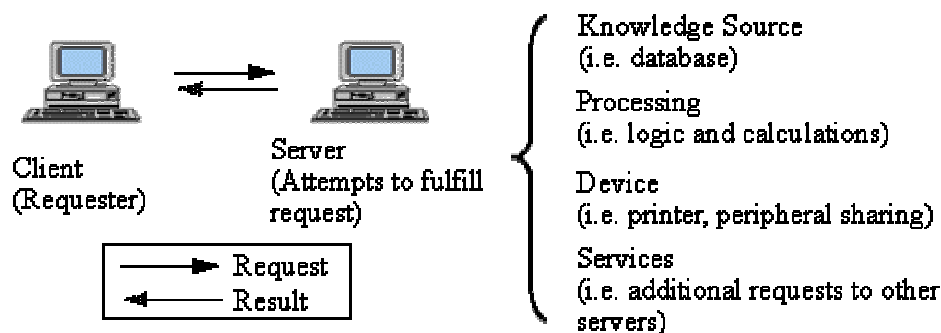 Client
(Requester)
Server
(Attempts to fulfill
request)
Request
Result
Knowledge Source
(i.e. database)
Processing
(i.e. logic and calculations)
Device
(i.e. printer, peripheral sharing)
Services
(i.e. additional requests to other
servers)